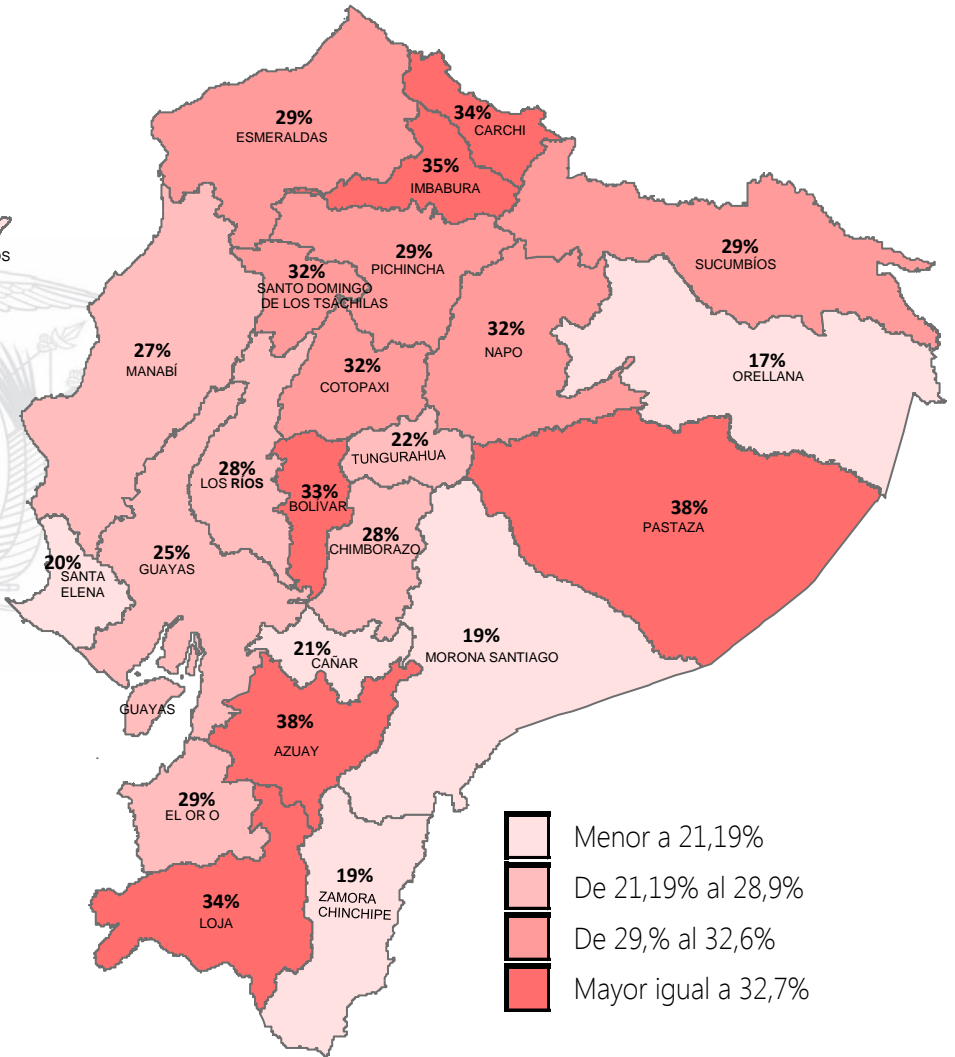 29%
ESMERALDAS
34%
CARCHI
35%
IMBABURA
OS
29%
PICHINCHA
29%
SUCUMBÍOS
32%
SANTO DOMINGO
DE LOS TSÁCHILAS
32%
NAPO
27%
MANABÍ
32%
COTOPAXI
17%
ORELLANA
22%
TUNGURAHUA
28%
LOS RÍOS
33%
BOLÍVAR
38%
PASTAZA
28%
CHIMBORAZO
25%
GUAYAS
20%
SANTA
ELENA
19%
MORONA SANTIAGO
21%
CAÑAR
GUAYAS
38%
AZUAY
29%
EL OR O
34%
LOJA
19%
ZAMORA
CHINCHIPE
Menor a 21,19%
De 21,19% al 28,9%
De 29,% al 32,6%
Mayor igual a 32,7%